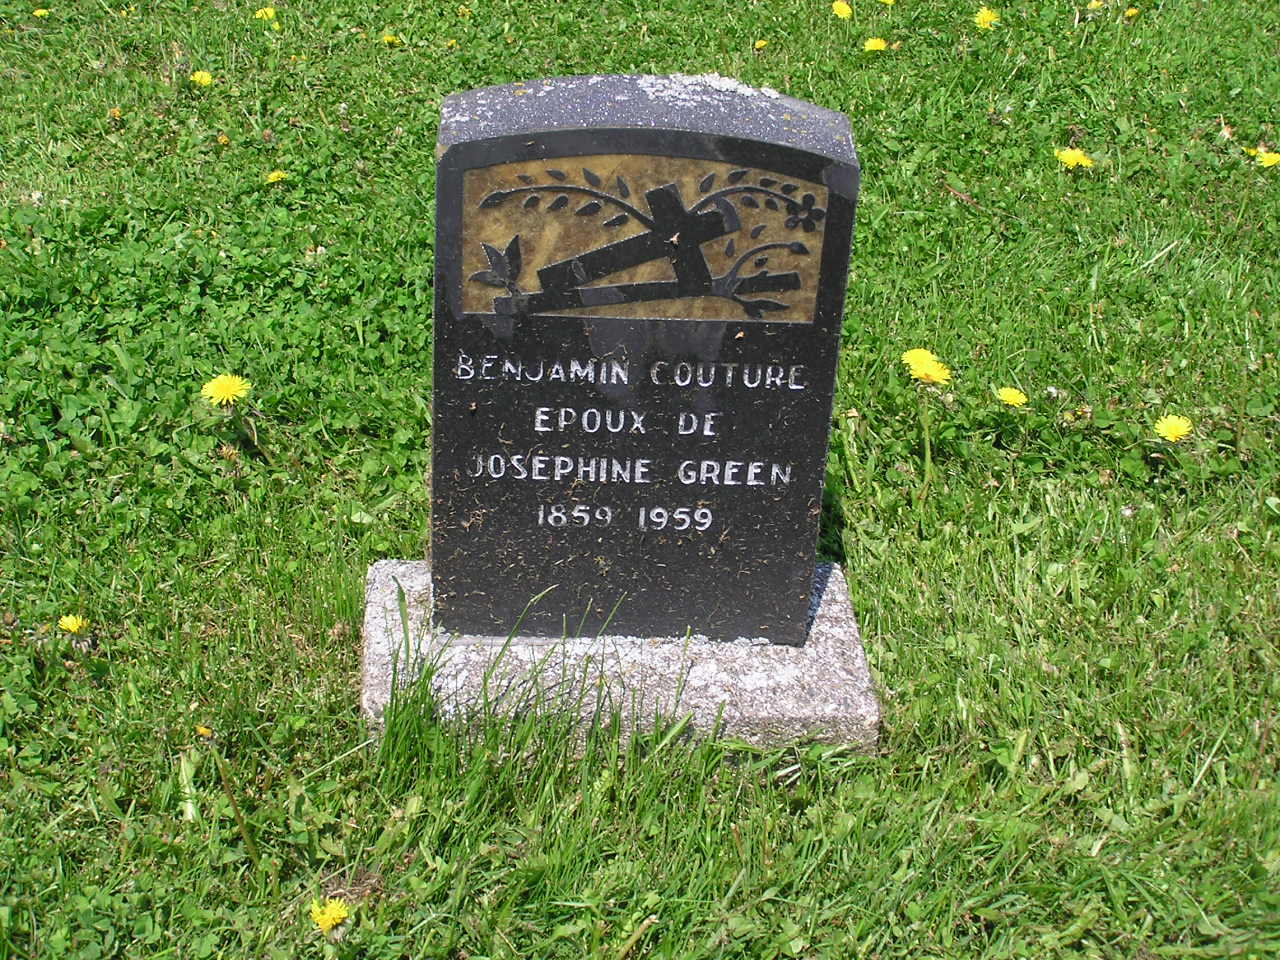 BENJAMIN COUTURE
EPOUX DE
JOSEPHINE GREEN
1859 1959